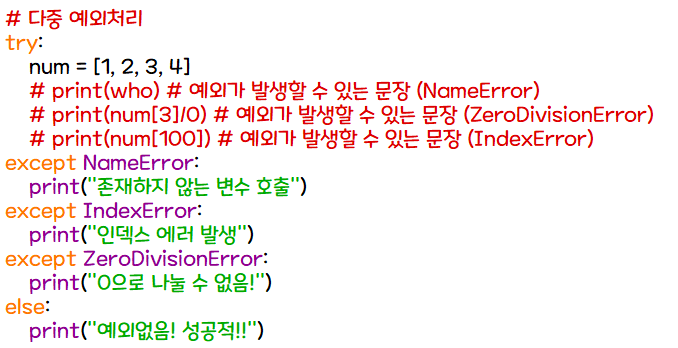 # 다중 예외처리
try:
    num = [1, 2, 3, 4]
    # print(who) # 예외가 발생할 수 있는 문장 (NameError)
    # print(num[3]/0) # 예외가 발생할 수 있는 문장 (ZeroDivisionError)
    # print(num[100]) # 예외가 발생할 수 있는 문장 (IndexError)
except NameError:
    print("존재하지 않는 변수 호출")
except IndexError:
    print("인덱스 에러 발생")
except ZeroDivisionError:
    print("0으로 나눌 수 없음!")
else:
    print("예외없음! 성공적!!")